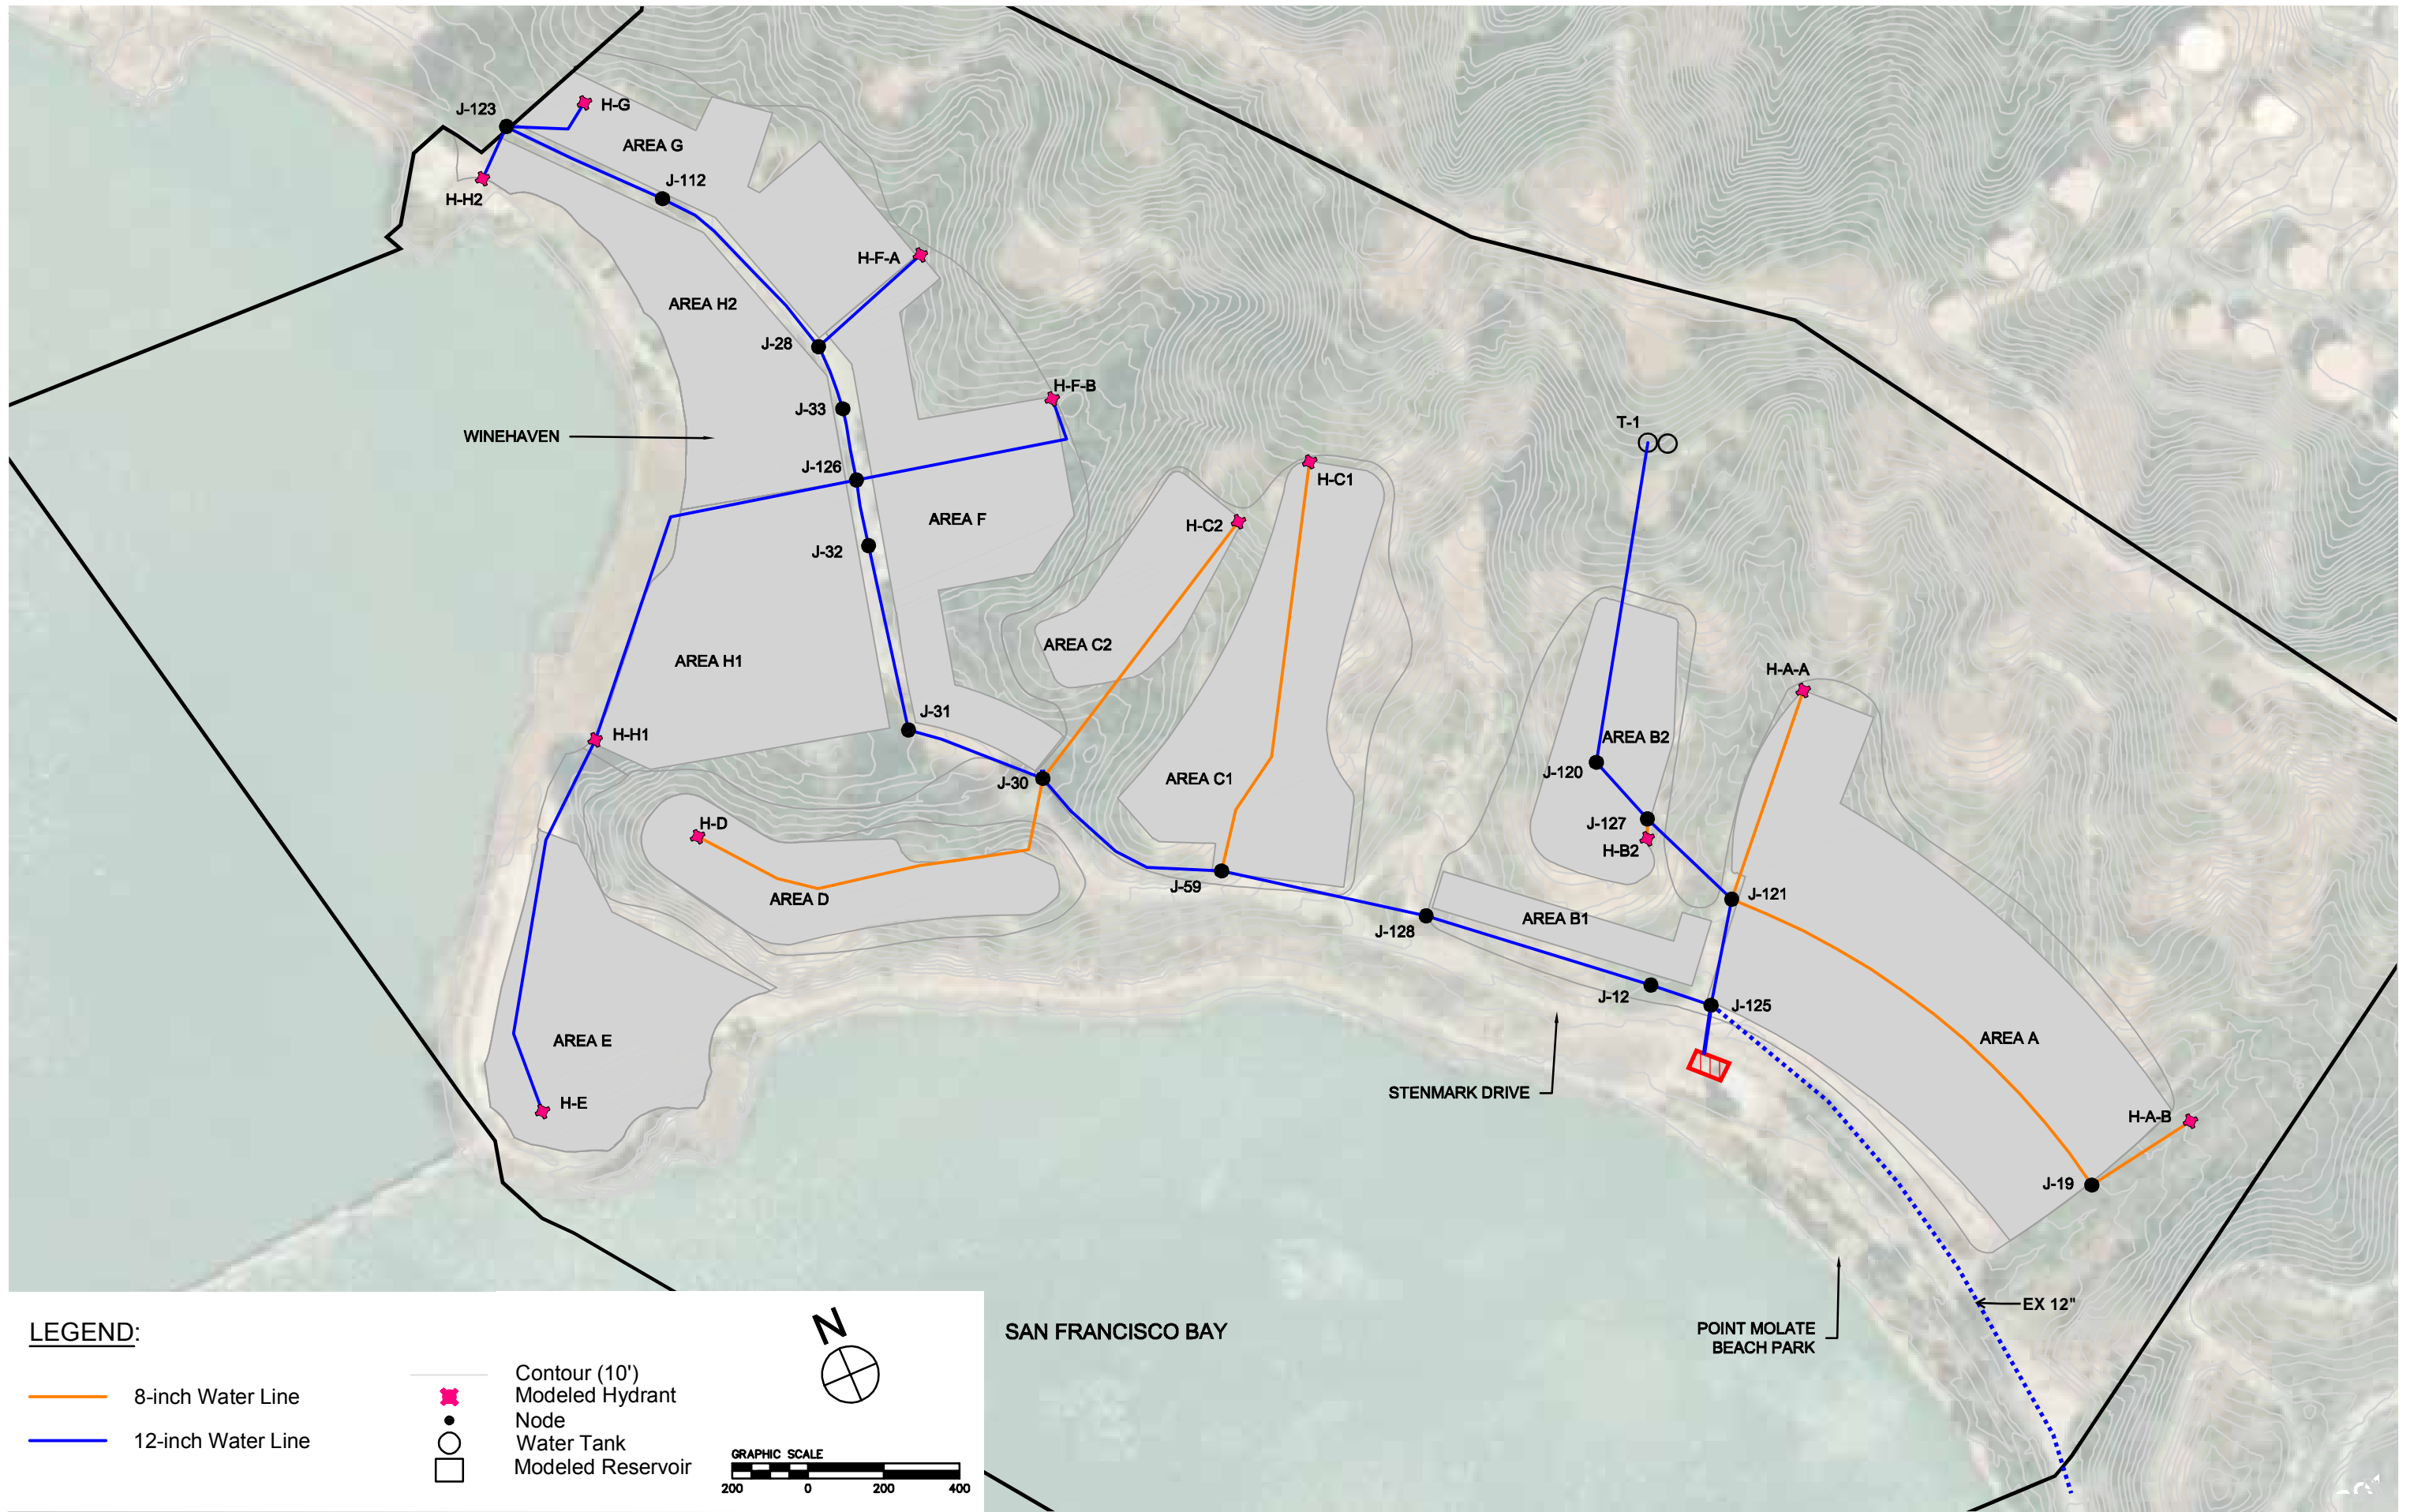 J-123
H-G
AREA G
J-112
H-H2
H-F-A
AREA H2
J-28
H-F-B
J-33
WINEHAVEN
T-1
J-126
H-C1
AREA F
H-C2
J-32
AREA C2
AREA H1
H-A-A
J-31
H-H1
AREA B2
J-120
AREA C1
J-30
H-D
J-127
H-B2
J-59
J-121
AREA D
AREA B1
J-128
J-12
J-125
AREA E
AREA A
STENMARK DRIVE
H-E
H-A-B
J-19
EX 12"
SAN FRANCISCO BAY
POINT MOLATE
BEACH PARK
LEGEND:
8-inch Water Line
12-inch Water Line
Contour (10')
Modeled Hydrant
Node
Water Tank
Modeled Reservoir
N
GRAPHIC SCALE
200 0 200 400